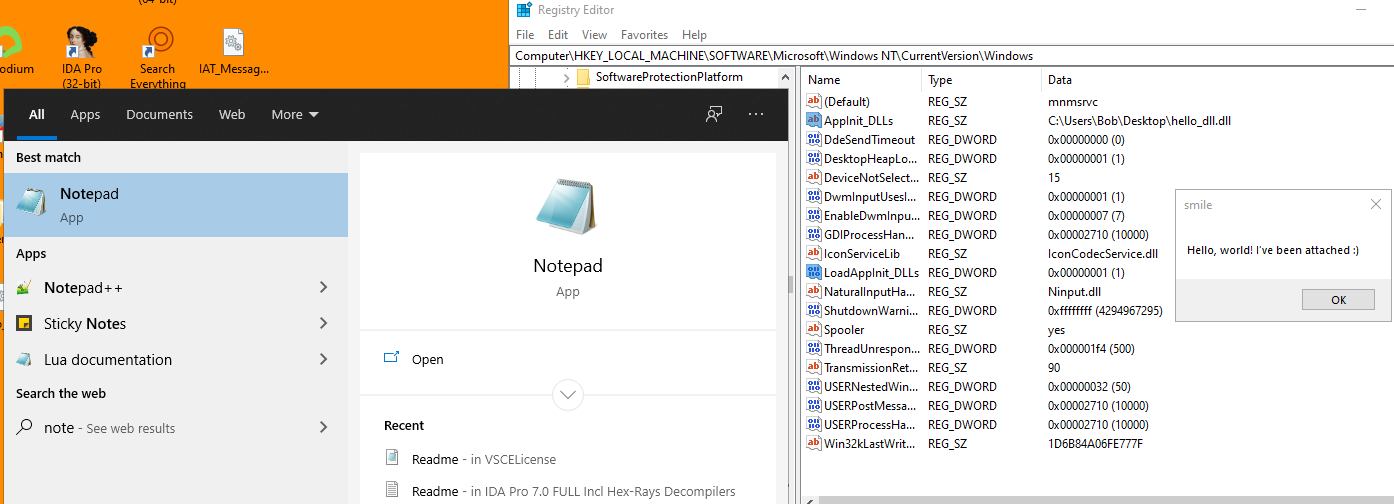 (64-bit)
odium
IDA Pro
(32-bit)
Search
Everything
IAT_Messag...
All
Apps
Documents
Web
More
Best match
Notepad
App
Apps
Notepad++
Sticky Notes
Lua documentation
Search the web
note - See web results
Notepad
App
Open
Recent
Readme - in VSCELicense
Readme - in IDA Pro 7.0 FULL Incl Hex-Rays Decompilers
Registry Editor
File Edit View Favorites Help
Computer\HKEY_LOCAL_MACHINE\SOFTWARE\Microsoft\Windows NT\CurrentVersion\Windows
SoftwareProtectionPlatform
Name Type Data
(Default) REG_SZ mnmsrvc
AppInit_DLLs REG_SZ C:\Users\Bob\Desktop\hello_dll.dll
DdeSendTimeout REG_DWORD 0x00000000 (0)
DesktopHeapLo... REG_DWORD 0x00000001 (1)
DeviceNotSelect... REG_SZ 15
DwmInputUsesI... REG_DWORD 0x00000001 (1)
EnableDwmInpu... REG_DWORD 0x00000007 (7)
GDIProcessHan... REG_DWORD 0x00002710 (10000)
IconServiceLib REG_SZ IconCodecService.dll
LoadAppInit_DLLs REG_DWORD 0x00000001 (1)
NaturalInputHa... REG_SZ Ninput.dll
ShutdownWarni... REG_DWORD 0xffffffff (4294967295)
Spooler REG_SZ yes
ThreadUnrespon... REG_DWORD 0x000001f4 (500)
TransmissionRet... REG_SZ 90
USERNestedWin... REG_DWORD 0x00000032 (50)
USERPostMessa... REG_DWORD 0x00002710 (10000)
USERProcessHa... REG_DWORD 0x00002710 (10000)
Win32kLastWrit... REG_SZ 1D6B84A06FE777F
smile
Hello, world! I've been attached :)
OK